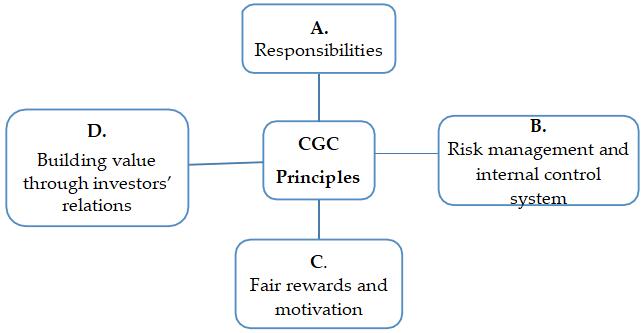 A.
Responsibilities
B.
Risk management and
internal control
system
CGC
Principles
D.
Building value
through investors’
relations
C.
Fair rewards and
motivation